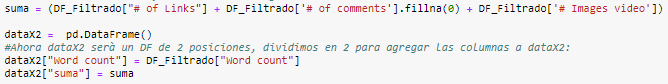 suma = (DF_Filtrado["# of Links"] + DF_Filtrado['# of comments'].fillna(0) + DF_Filtrado['# Images video'])
dataX2 =  pd.DataFrame()
#Ahora dataX2 serà un DF de 2 posiciones, dividimos en 2 para agregar las columnas a dataX2:
dataX2["Word count"] = DF_Filtrado["Word count"]
dataX2["suma"] = suma